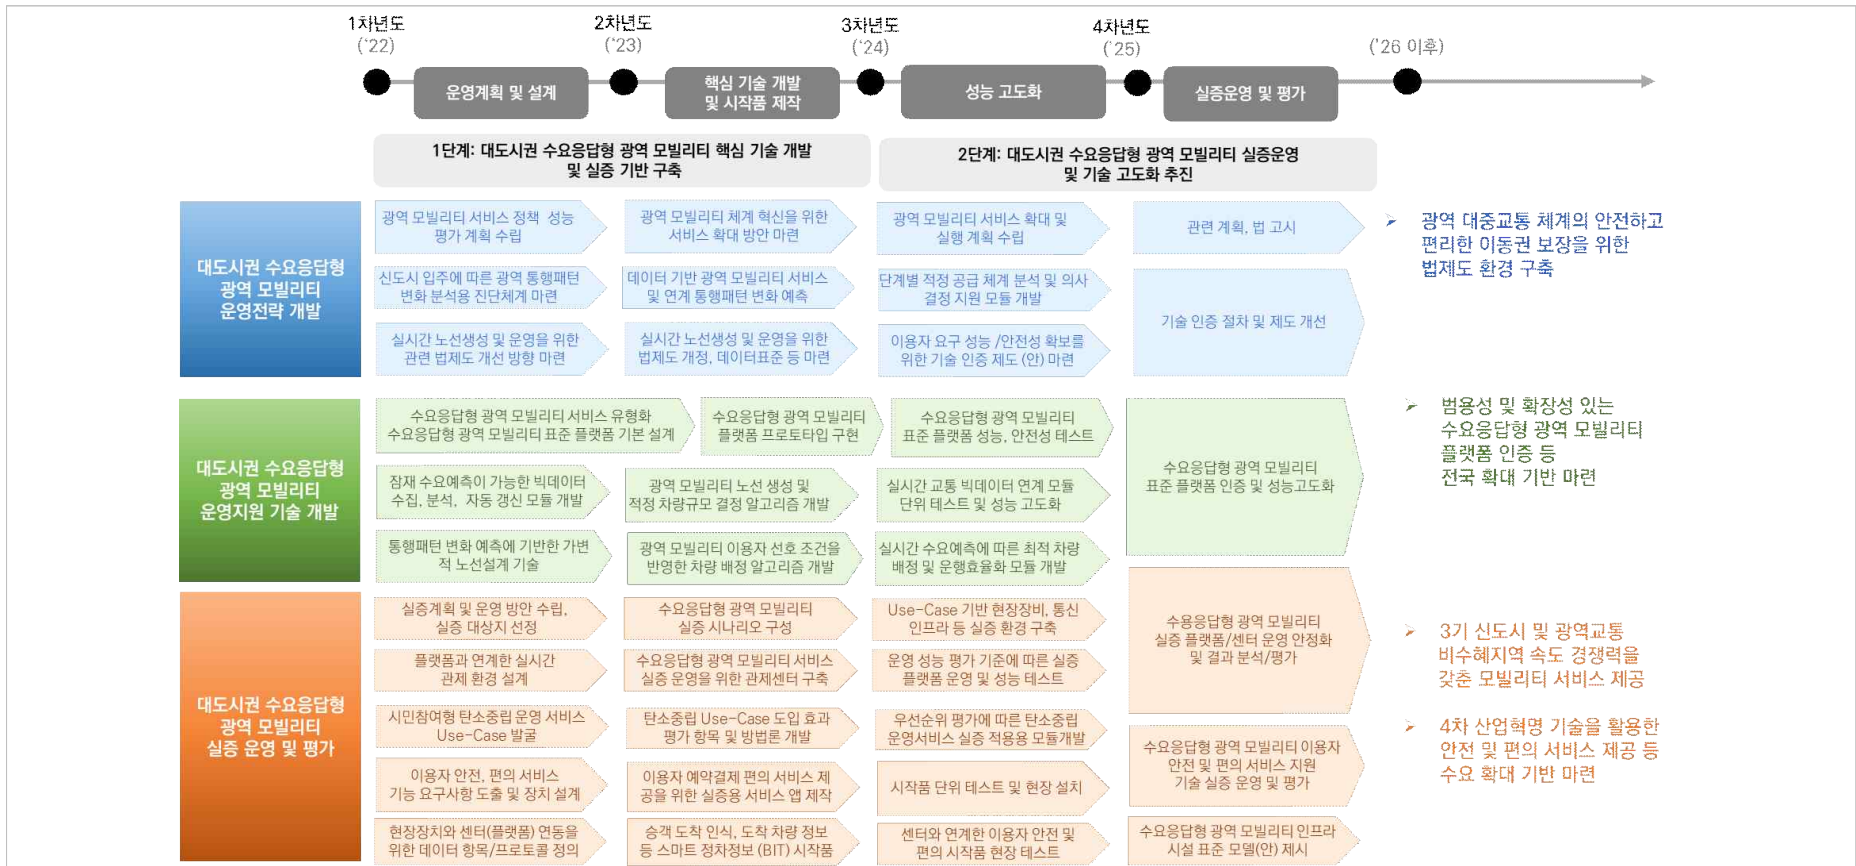 1차년도
('22)
2차년도
('23)
3차년도
('24)
4차년도
('25)
('26 이후)
운영계획 및 설계
핵심 기술 개발
및 시작품 제작
성능 고도화
실증운영 및 평가
1단계: 대도시권 수요응답형 광역 모빌리티 핵심 기술 개발
및 실증 기반 구축
2단계: 대도시권 수요응답형 광역 모빌리티 실증운영
및 기술 고도화 추진
대도시권 수요응답형
광역 모빌리티
운영전략 개발
광역 모빌리티 서비스 정책 성능
평가 계획 수립
광역 모빌리티 체계 혁신을 위한
서비스 확대 방안 마련
광역 모빌리티 서비스 확대 및
실행 계획 수립
관련 계획, 법 고시
신도시 입주에 따른 광역 통행패턴
변화 분석용 진단체계 마련
데이터 기반 광역 모빌리티 서비스
및 연계 통행패턴 변화 예측
단계별 적정 공급 체계 분석 및 의사
결정 지원 모듈 개발
기술 인증 절차 및 제도 개선
실시간 노선생성 및 운영을 위한
관련 법제도 개선 방향 마련
실시간 노선생성 및 운영을 위한
법제도 개정, 데이터표준 등 마련
이용자 요구 성능 /안전성 확보를
위한 기술 인증 제도 (안) 마련
➢ 광역 대중교통 체계의 안전하고
편리한 이동권 보장을 위한
법제도 환경 구축
대도시권 수요응답형
광역 모빌리티
운영지원 기술 개발
수요응답형 광역 모빌리티 서비스 유형화
수요응답형 광역 모빌리티 표준 플랫폼 기본 설계
수요응답형 광역 모빌리티
플랫폼 프로토타입 구현
수요응답형 광역 모빌리티
표준 플랫폼 성능, 안전성 테스트
수요응답형 광역 모빌리티
표준 플랫폼 인증 및 성능고도화
잠재 수요예측이 가능한 빅데이터
수집, 분석, 자동 갱신 모듈 개발
광역 모빌리티 노선 생성 및
적정 차량규모 결정 알고리즘 개발
실시간 교통 빅데이터 연계 모듈
단위 테스트 및 성능 고도화
통행패턴 변화 예측에 기반한 가변
적 노선설계 기술
광역 모빌리티 이용자 선호 조건을
반영한 차량 배정 알고리즘 개발
실시간 수요예측에 따른 최적 차량
배정 및 운행효율화 모듈 개발
➢ 범용성 및 확장성 있는
수요응답형 광역 모빌리티
플랫폼 인증 등
전국 확대 기반 마련
대도시권 수요응답형
광역 모빌리티
실증 운영 및 평가
실증계획 및 운영 방안 수립,
실증 대상지 선정
수요응답형 광역 모빌리티
실증 시나리오 구성
Use-Case 기반 현장장비, 통신
인프라 등 실증 환경 구축
수용응답형 광역 모빌리티
실증 플랫폼/센터 운영 안정화
및 결과 분석/평가
플랫폼과 연계한 실시간
관제 환경 설계
수요응답형 광역 모빌리티 서비스
실증 운영을 위한 관제센터 구축
운영 성능 평가 기준에 따른 실증
플랫폼 운영 및 성능 테스트
시민참여형 탄소중립 운영 서비스
Use-Case 발굴
탄소중립 Use-Case 도입 효과
평가 항목 및 방법론 개발
우선순위 평가에 따른 탄소중립
운영서비스 실증 적용용 모듈개발
수요응답형 광역 모빌리티 이용자
안전 및 편의 서비스 지원
기술 실증 운영 및 평가
이용자 안전, 편의 서비스
기능 요구사항 도출 및 장치 설계
이용자 예약결제 편의 서비스 제
공을 위한 실증용 서비스 앱 제작
시작품 단위 테스트 및 현장 설치
현장장치와 센터(플랫폼) 연동을
위한 데이터 항목/프로토콜 정의
승객 도착 인식, 도착 차량 정보
등 스마트 정차정보 (BIT) 시작품
센터와 연계한 이용자 안전 및
편의 시작품 현장 테스트
수요응답형 광역 모빌리티 인프라
시설 표준 모델(안) 제시
➢ 3기 신도시 및 광역교통
비수혜지역 속도 경쟁력을
갖춘 모빌리티 서비스 제공
➢ 4차 산업혁명 기술을 활용한
안전 및 편의 서비스 제공 등
수요 확대 기반 마련